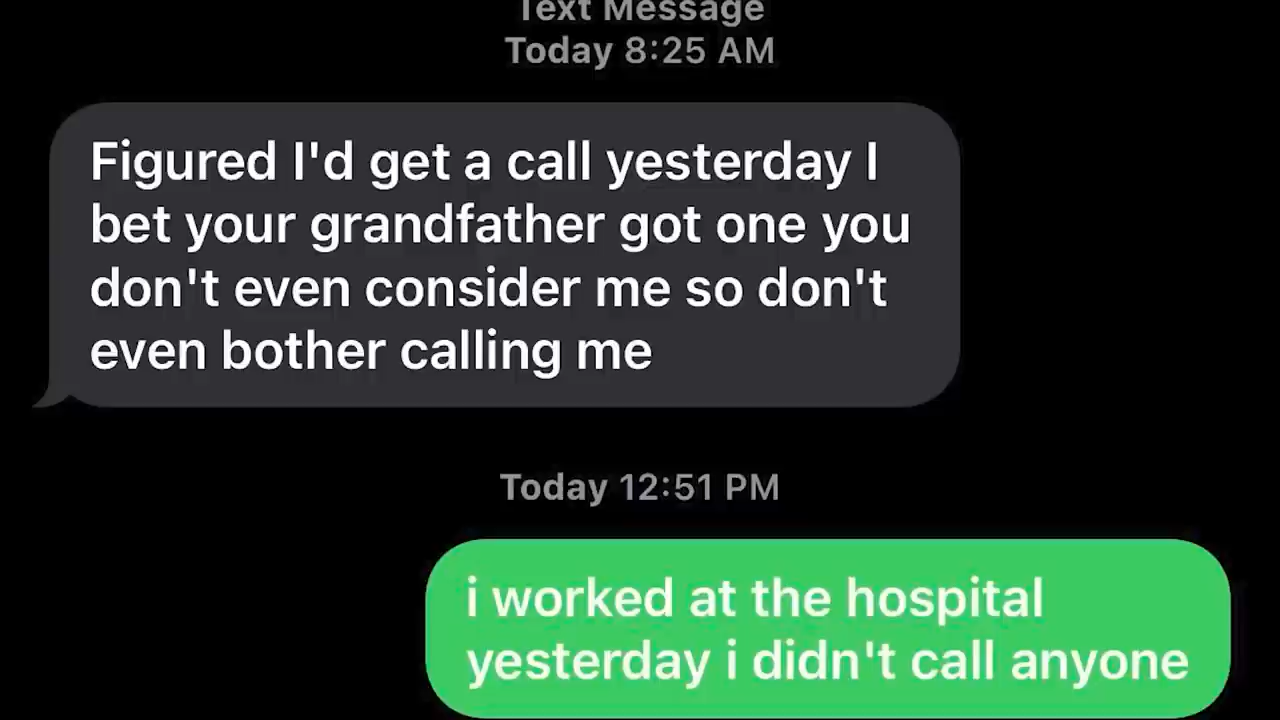 Text Message
Today 8:25 AM
Figured I'd get a call yesterday I
bet your grandfather got one you
don't even consider me so don't
even bother calling me
Today 12:51 PM
i worked at the hospital
yesterday i didn't call anyone